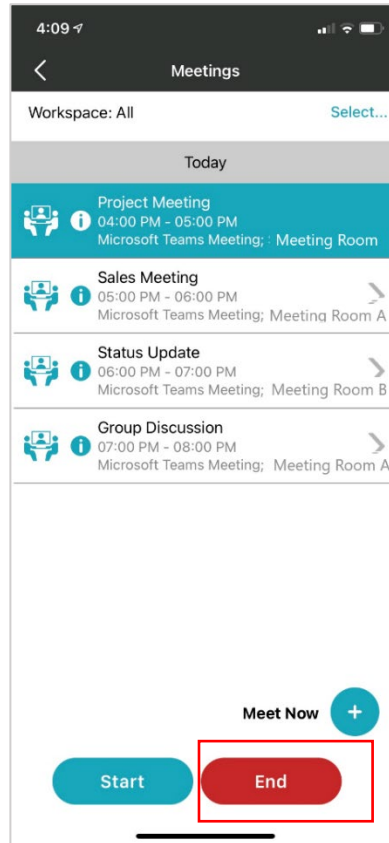 4:09
Meetings
Workspace: All Select...
Today
Project Meeting
04:00 PM - 05:00 PM
Microsoft Teams Meeting; : Meeting Room
Sales Meeting
05:00 PM - 06:00 PM
Microsoft Teams Meeting; Meeting Room A
Status Update
06:00 PM - 07:00 PM
Microsoft Teams Meeting; Meeting Room B
Group Discussion
07:00 PM - 08:00 PM
Microsoft Teams Meeting; Meeting Room A
Meet Now +
Start End